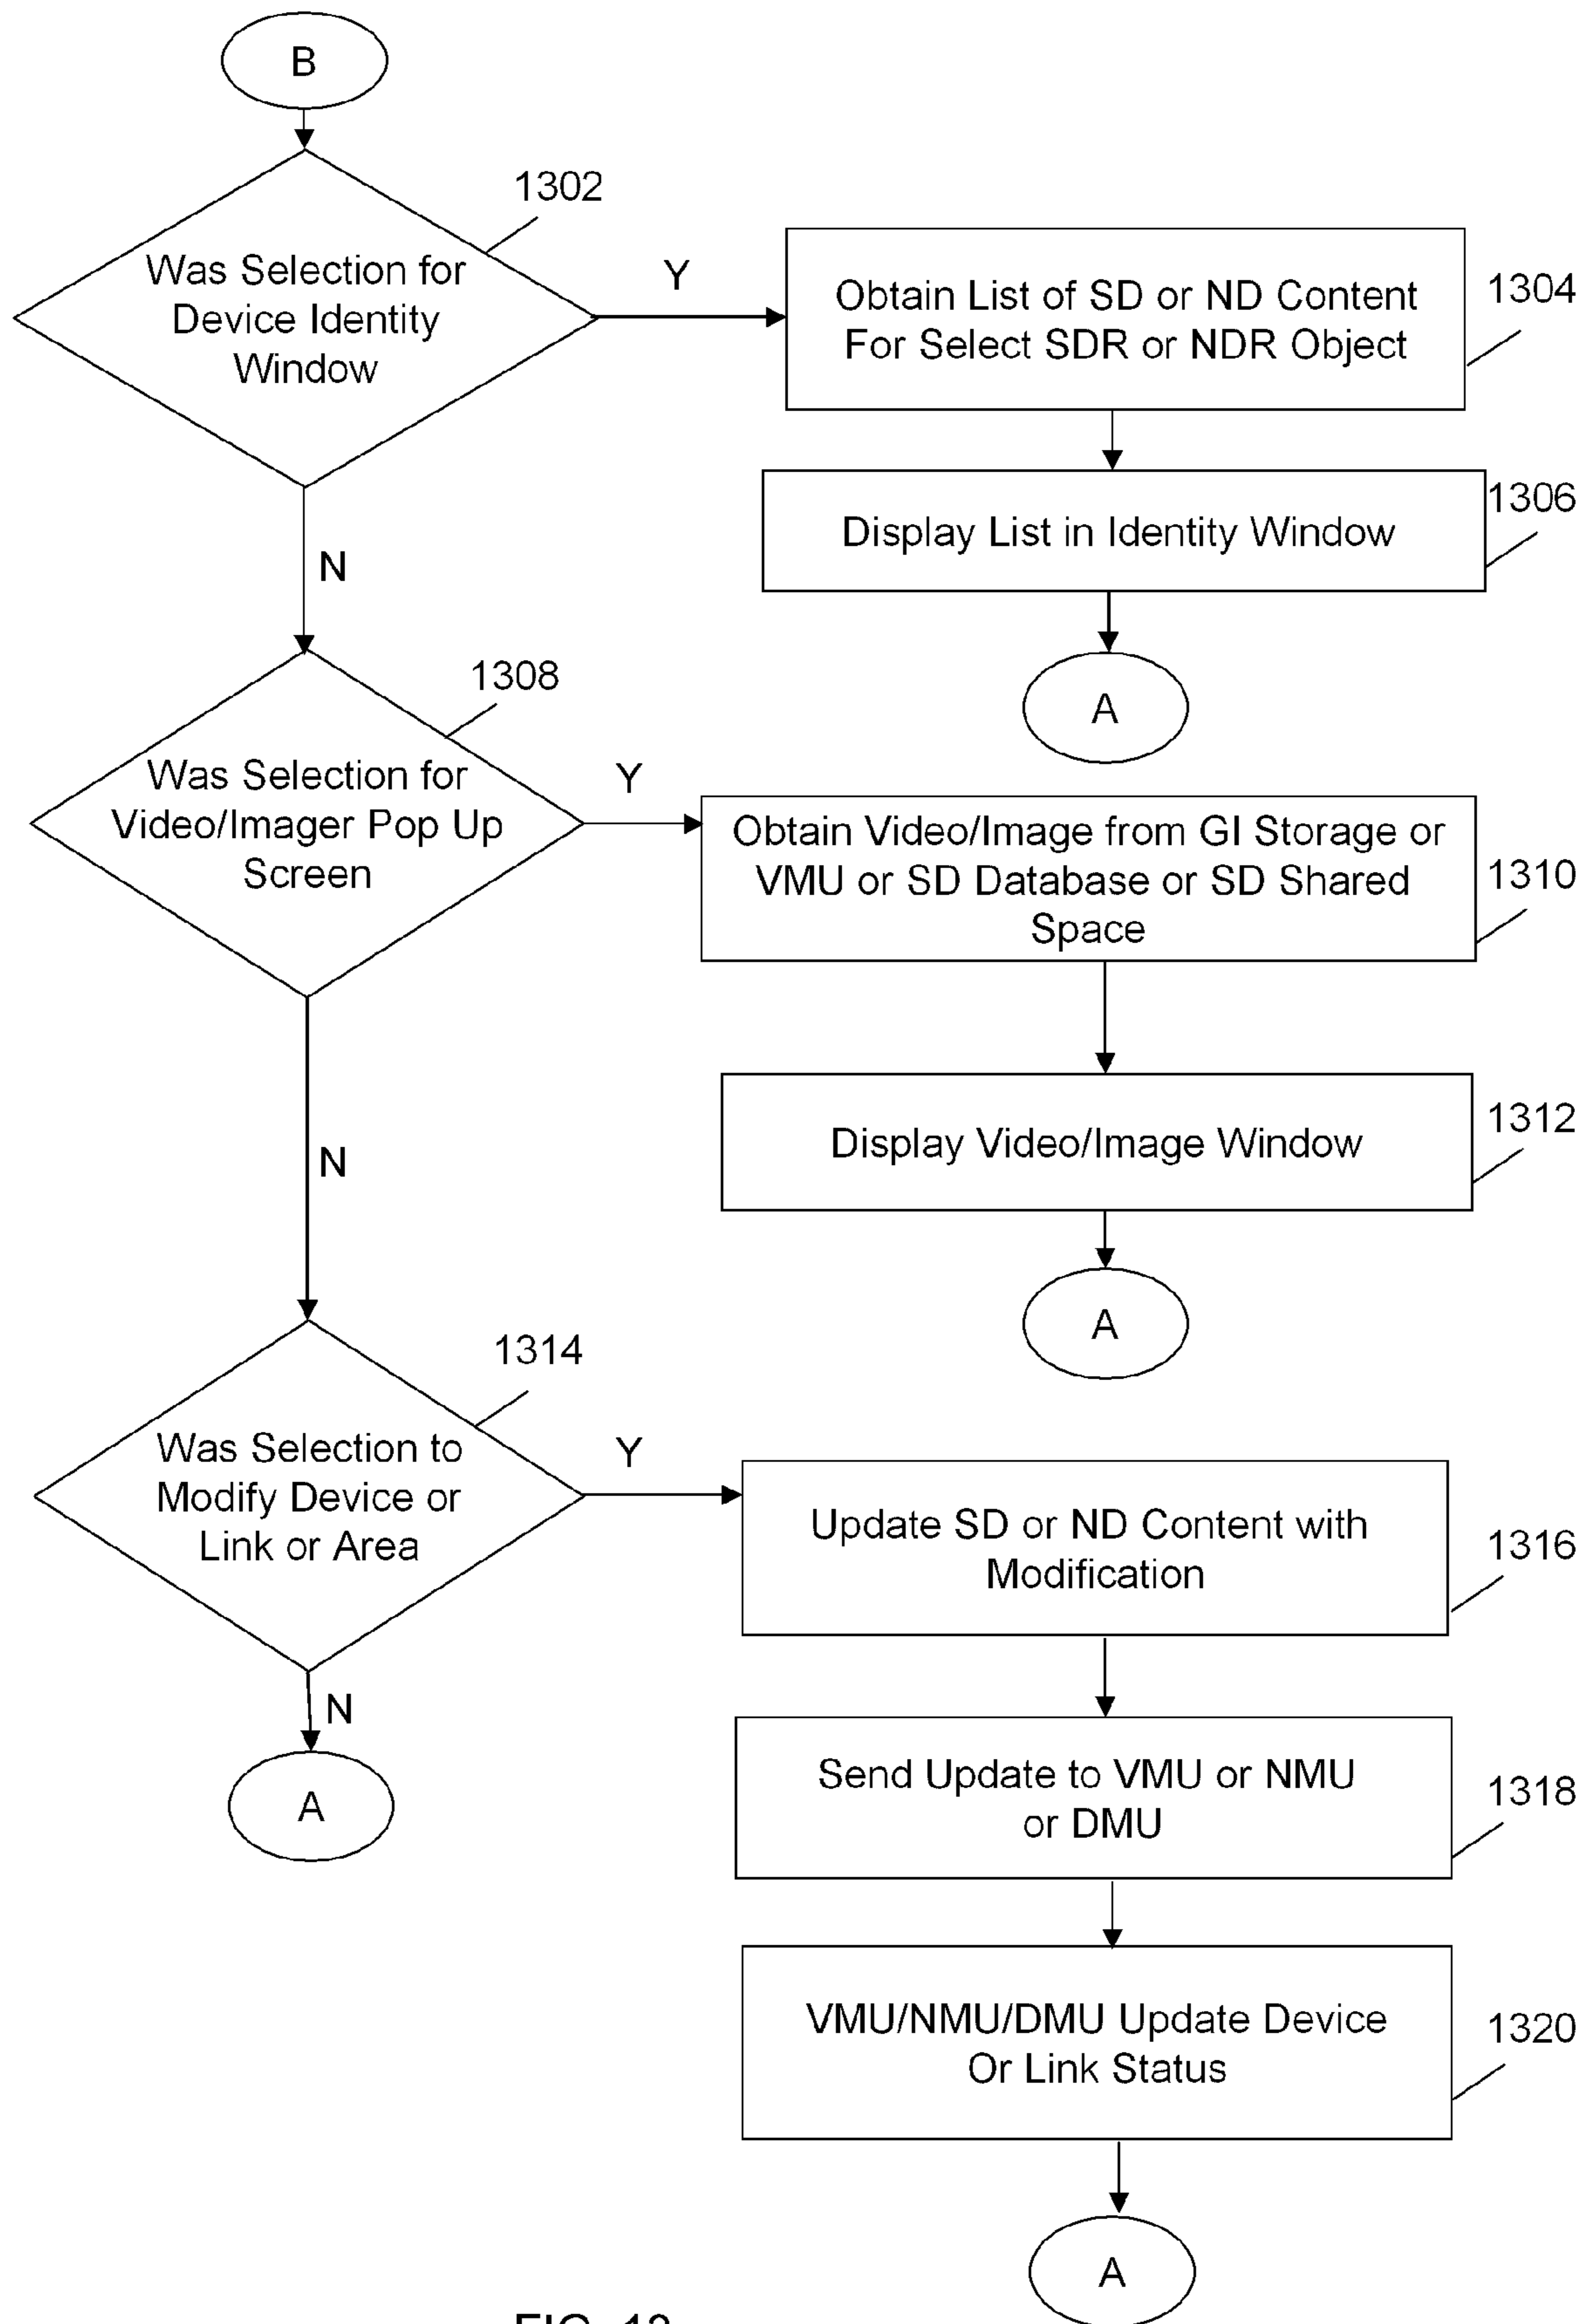 B
1302
Was Selection for
Device Identity
Window
Y
Obtain List of SD or ND Content
For Select SDR or NDR Object
1304
Display List in Identity Window
1306
N
A
1308
Was Selection for
Video/Imager Pop Up
Screen
Y
Obtain Video/Image from GI Storage or
VMU or SD Database or SD Shared
Space
1310
N
Display Video/Image Window
1312
A
1314
Was Selection to
Modify Device or
Link or Area
Y
Update SD or ND Content with
Modification
1316
N
A
Send Update to VMU or NMU
or DMU
1318
VMU/NMU/DMU Update Device
Or Link Status
1320
A
FIG. 13